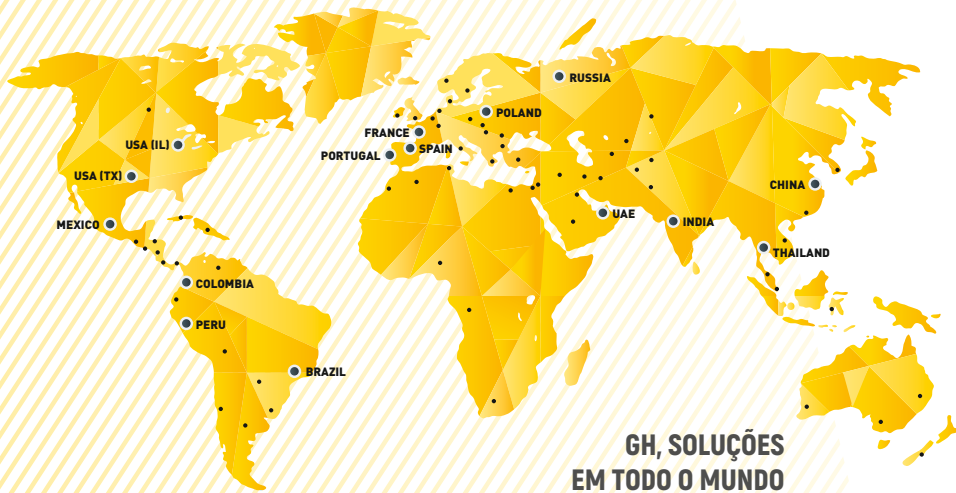 RUSSIA
POLAND
FRANCE
USA (IL)
SPAIN
PORTUGAL
USA (TX)
CHINA
UAE
MEXICO
INDIA
THAILAND
COLOMBIA
PERU
BRAZIL
GH, SOLUÇÕES
EM TODO O MUNDO